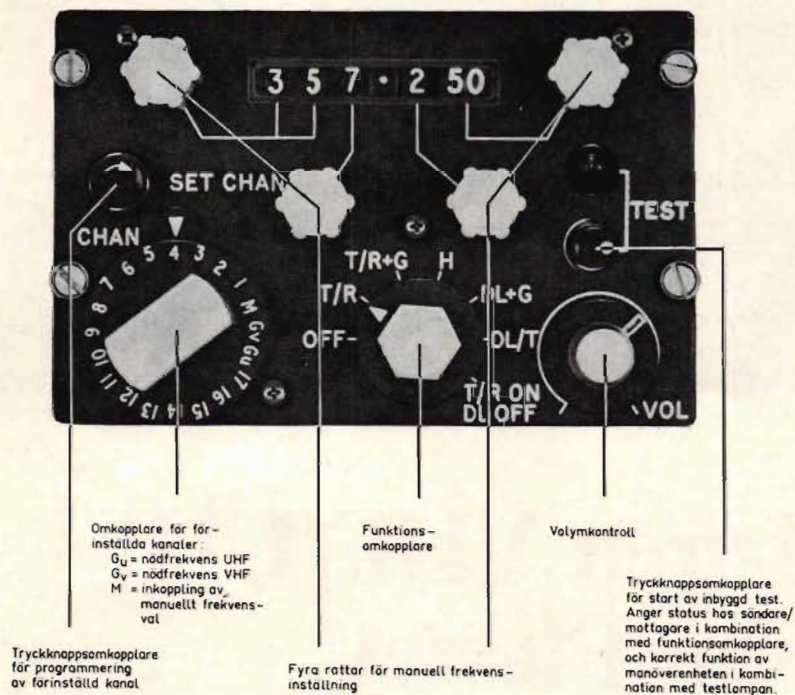 3 5 7 · 2 50
SET CHAN
TEST
CHAN
M 1 2 3 4 5 6 7 8 9 10 11 12 13 14 15 16 17 Gu Gv
T/R+G H
T/R DL+G
OFF- -DL/T
T/R ON
DL OFF
VOL
Omkopplare för för-
inställda kanaler:
Gu = nödfrekvens UHF
Gv = nödfrekvens VHF
M = inkoppling av
manuellt frekvens-
val
Funktions-
omkopplare
Volymkontroll
Tryckknappsomkopplare
för start av inbyggd test.
Anger status hos sändare/
mottagare i kombination
med funktionsomkopplare,
och korrekt funktion av
manöverenheten i kombi-
nation med testlampan.
Tryckknappsomkopplare
för programmering
av förinställd kanal
Fyra rattar för manuell frekvens-
inställning